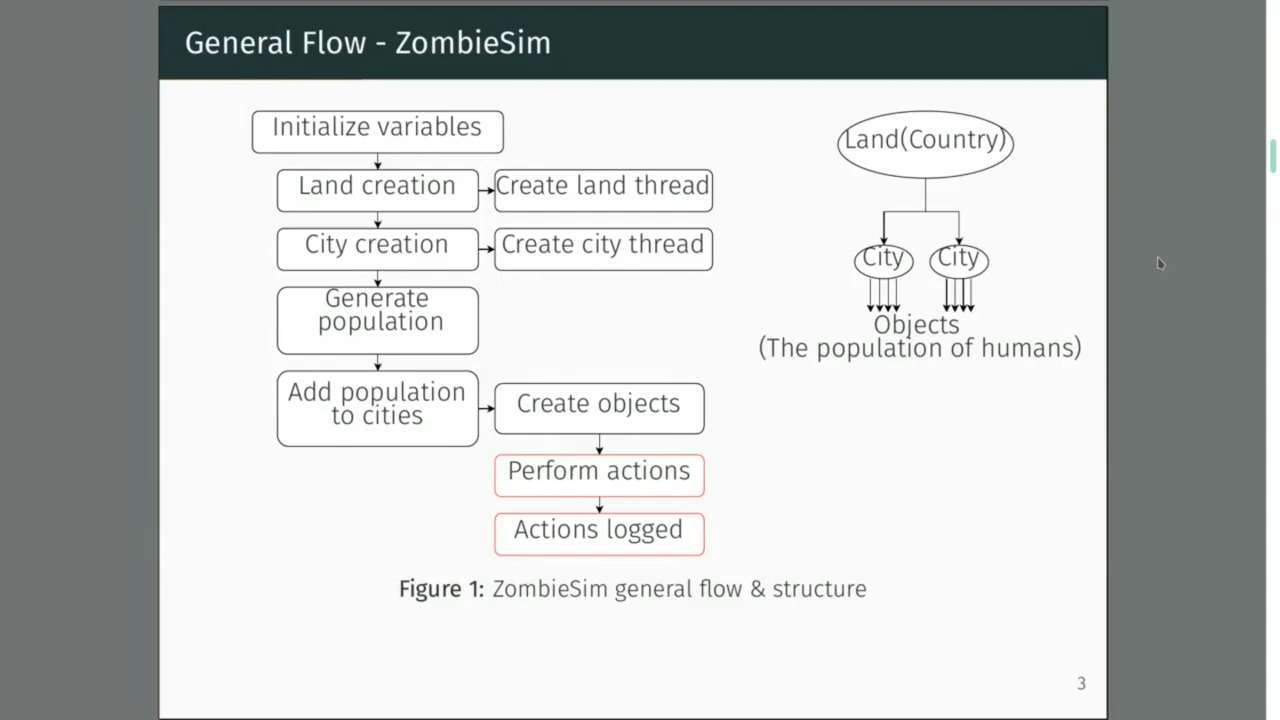 General Flow - ZombieSim
Initialize variables
Land creation
Create land thread
City creation
Create city thread
Generate
population
Add population
to cities
Create objects
Perform actions
Actions logged
Land(Country)
City
City
Objects
(The population of humans)
Figure 1: ZombieSim general flow & structure
3